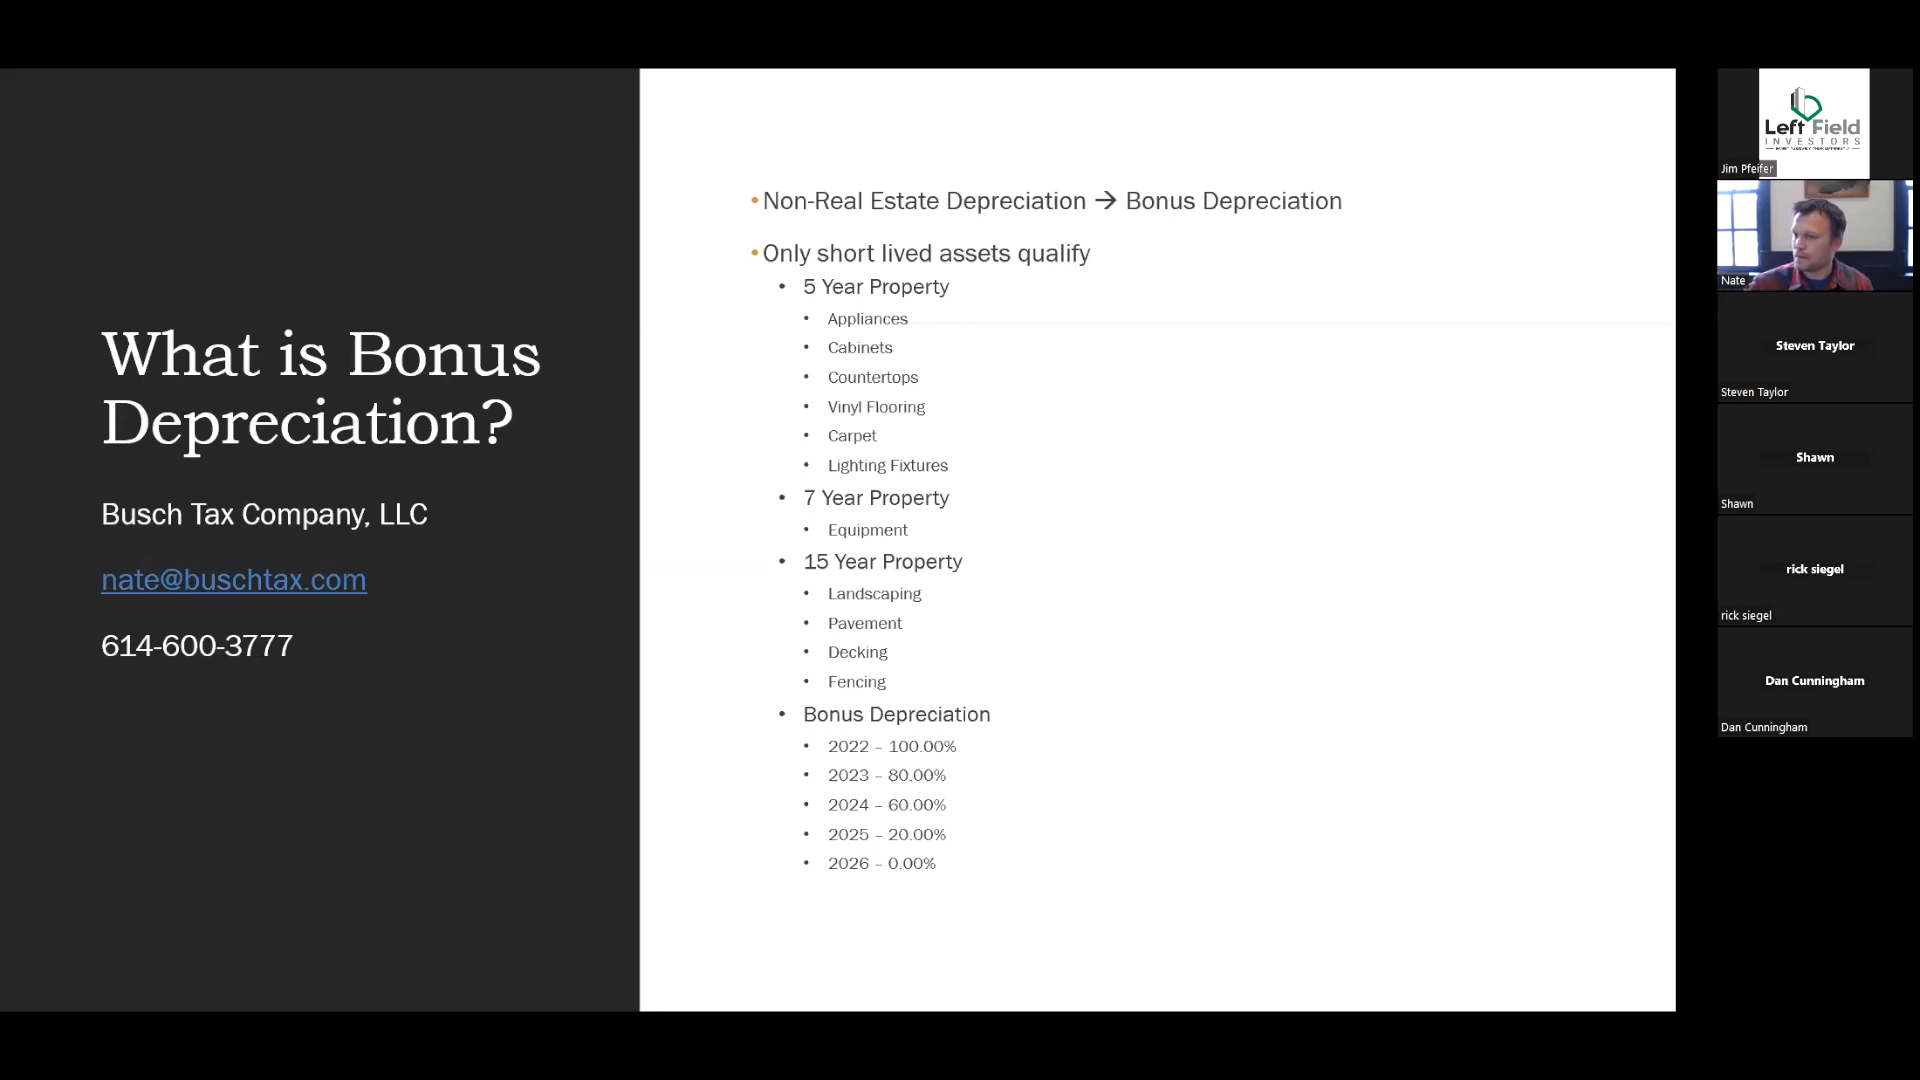 What is Bonus
Depreciation?
Busch Tax Company, LLC
nate@buschtax.com
614-600-3777
•Non-Real Estate Depreciation → Bonus Depreciation
•Only short lived assets qualify
• 5 Year Property
• Appliances
• Cabinets
• Countertops
• Vinyl Flooring
• Carpet
• Lighting Fixtures
• 7 Year Property
• Equipment
• 15 Year Property
• Landscaping
• Pavement
• Decking
• Fencing
• Bonus Depreciation
• 2022 – 100.00%
• 2023 – 80.00%
• 2024 – 60.00%
• 2025 – 20.00%
• 2026 – 0.00%
Left Field
INVESTORS
Jim Pfeifer
Nate
Steven Taylor
Steven Taylor
Shawn
Shawn
rick siegel
rick siegel
Dan Cunningham
Dan Cunningham